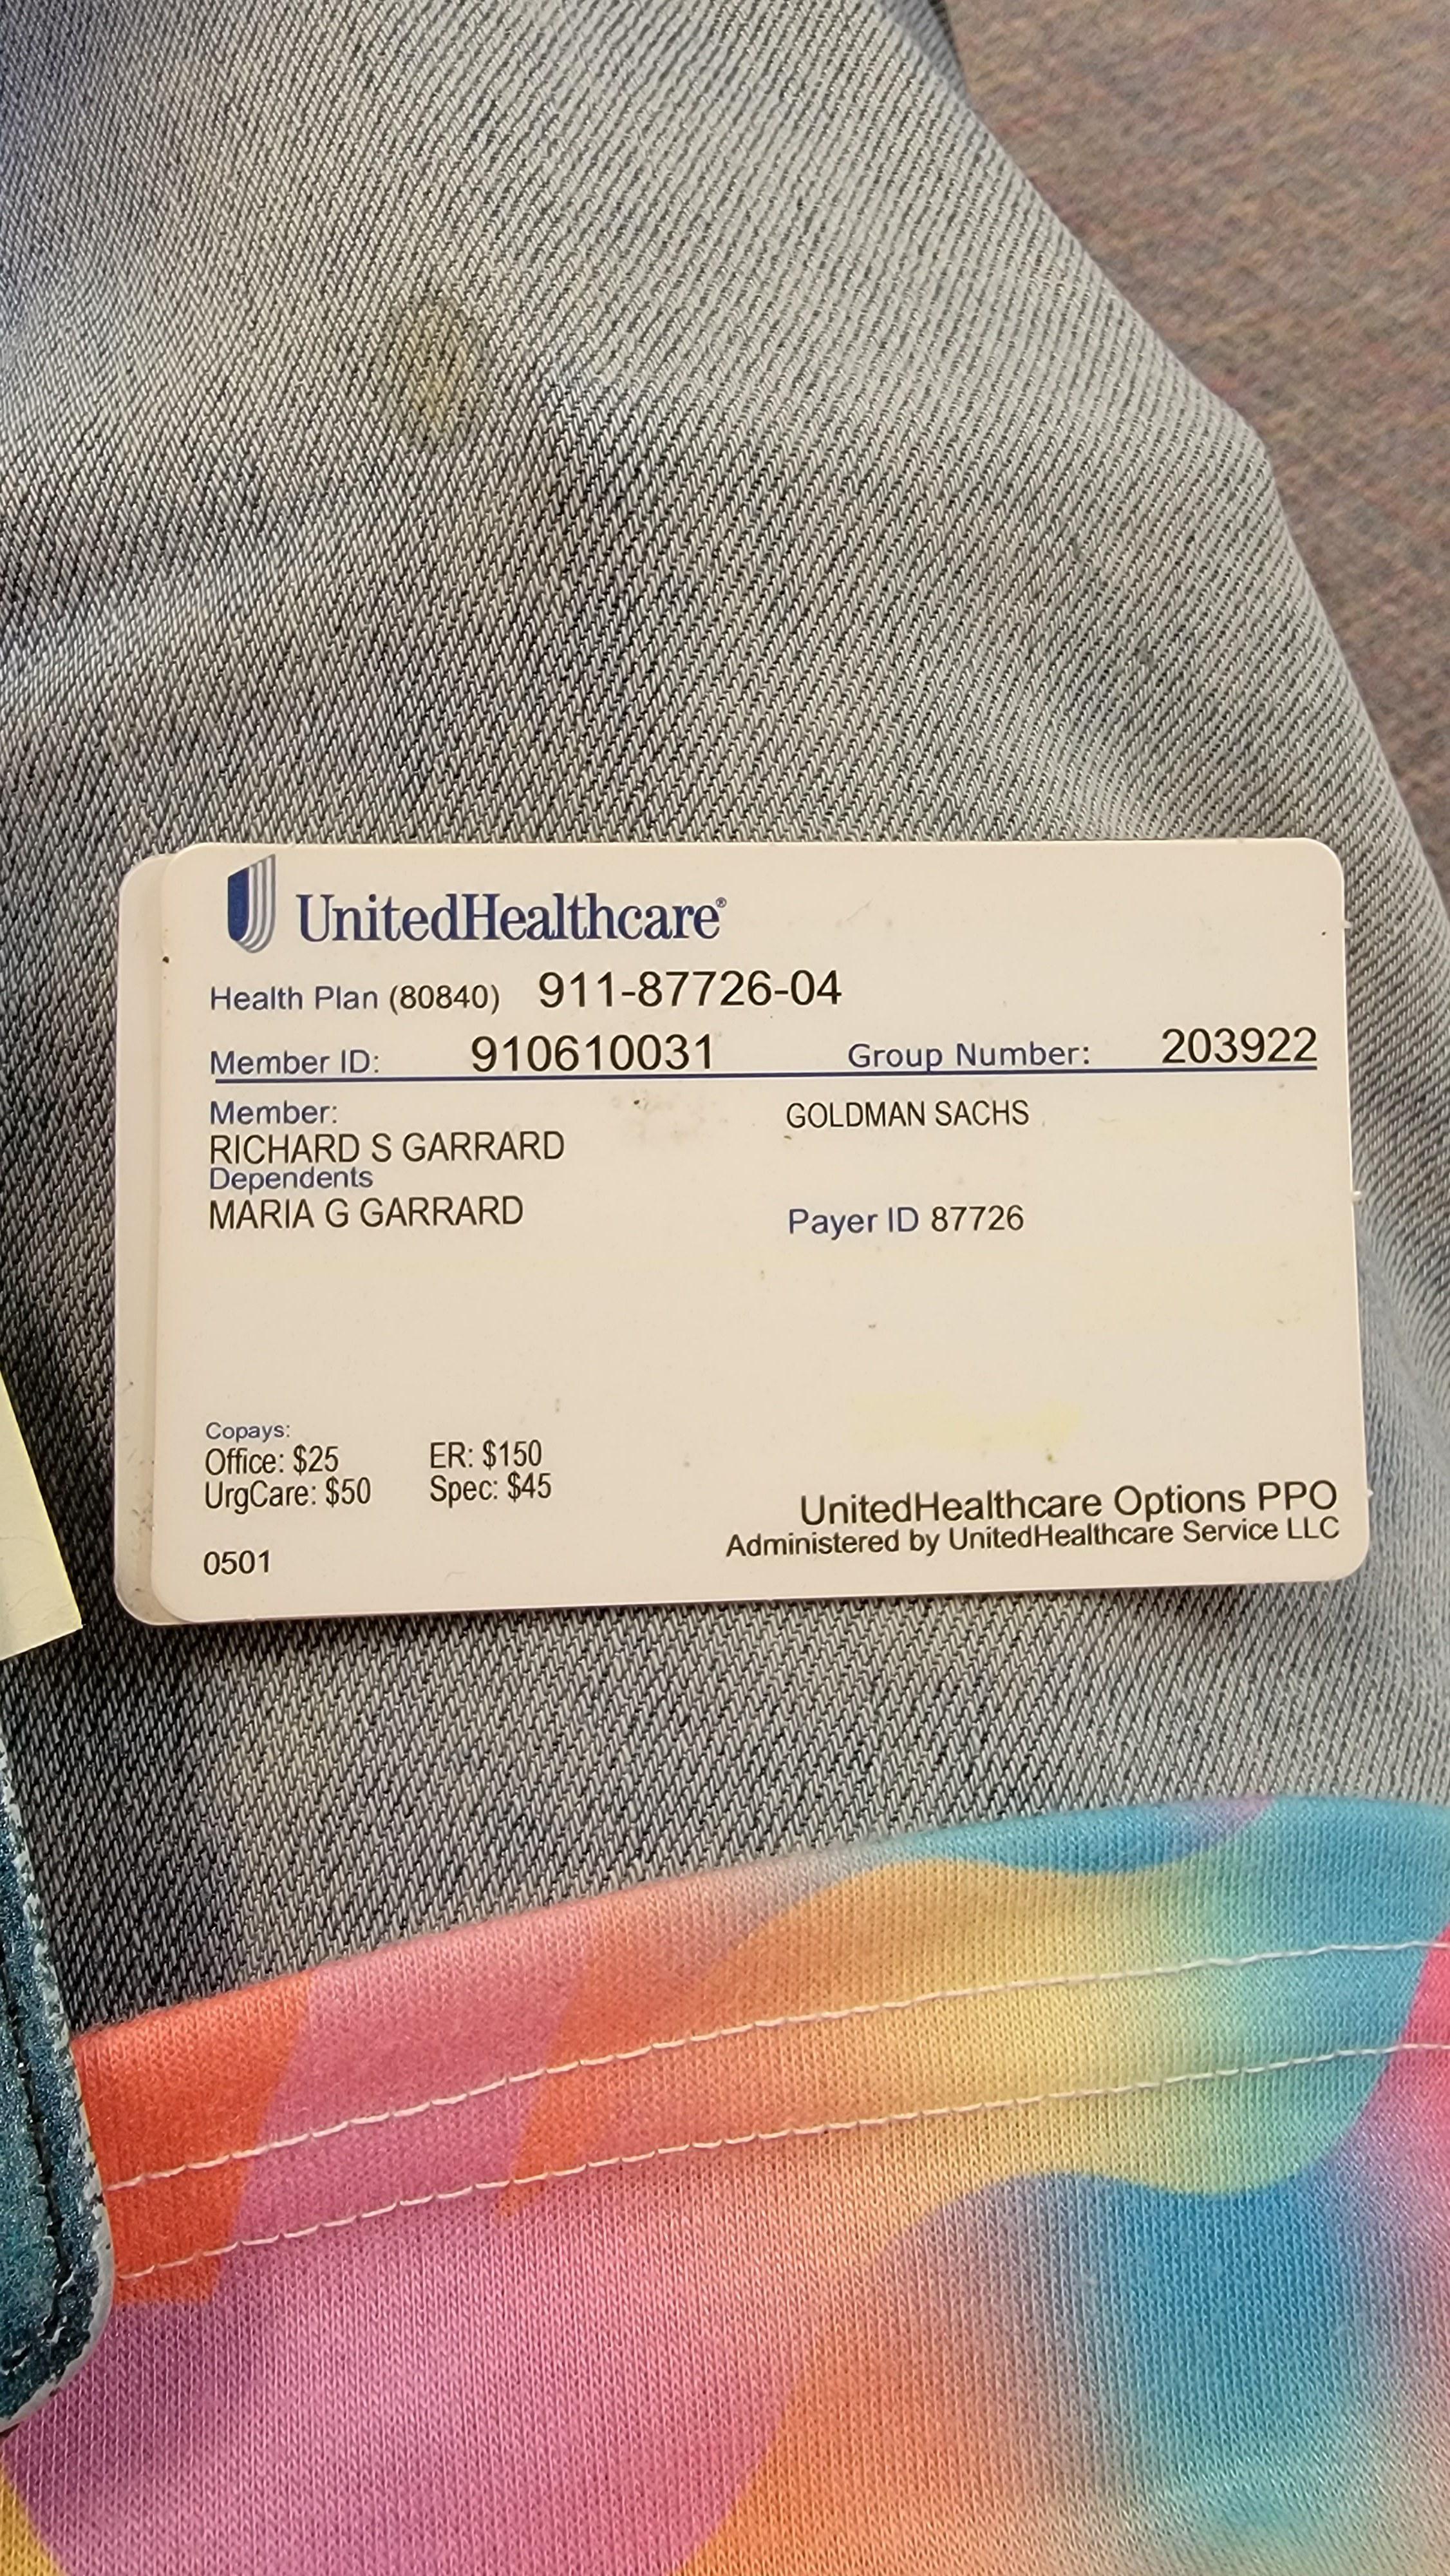 UnitedHealthcare®
Health Plan (80840) 911-87726-04
Member ID: 910610031 Group Number: 203922
Member: GOLDMAN SACHS
RICHARD S GARRARD
Dependents
MARIA G GARRARD Payer ID 87726
Copays:
Office: $25 ER: $150
UrgCare: $50 Spec: $45
UnitedHealthcare Options PPO
Administered by UnitedHealthcare Service LLC
0501